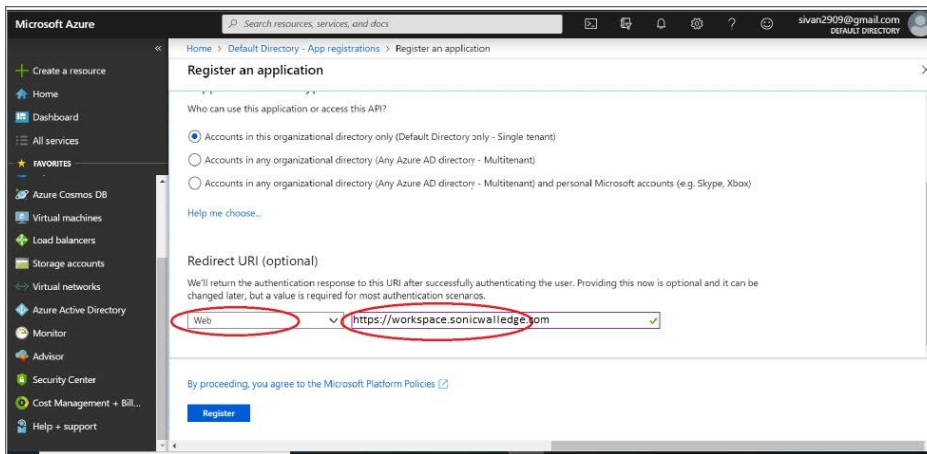 Microsoft Azure
Search resources, services, and docs
sivan2909@gmail.com
DEFAULT DIRECTORY
Home > Default Directory - App registrations > Register an application
Create a resource
Home
Dashboard
All services
FAVORITES
Azure Cosmos DB
Virtual machines
Load balancers
Storage accounts
Virtual networks
Azure Active Directory
Monitor
Advisor
Security Center
Cost Management + Bill...
Help + support
Register an application
Who can use this application or access this API?
Accounts in this organizational directory only (Default Directory only - Single tenant)
Accounts in any organizational directory (Any Azure AD directory - Multitenant)
Accounts in any organizational directory (Any Azure AD directory - Multitenant) and personal Microsoft accounts (e.g. Skype, Xbox)
Help me choose...
Redirect URI (optional)
We'll return the authentication response to this URI after successfully authenticating the user. Providing this now is optional and it can be
changed later, but a value is required for most authentication scenarios.
Web
https://workspace.sonicwalledge.com
By proceeding, you agree to the Microsoft Platform Policies
Register